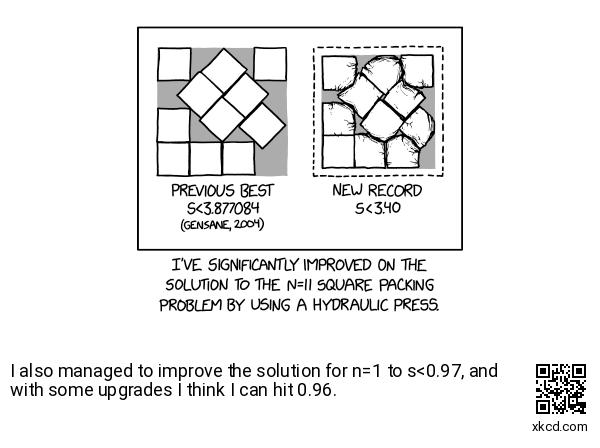 PREVIOUS BEST
S<3.877084
(GENSANE, 2004)
NEW RECORD
S<3.40
I'VE SIGNIFICANTLY IMPROVED ON THE
SOLUTION TO THE N=11 SQUARE PACKING
PROBLEM BY USING A HYDRAULIC PRESS.
I also managed to improve the solution for n=1 to s<0.97, and
with some upgrades I think I can hit 0.96.
xkcd.com